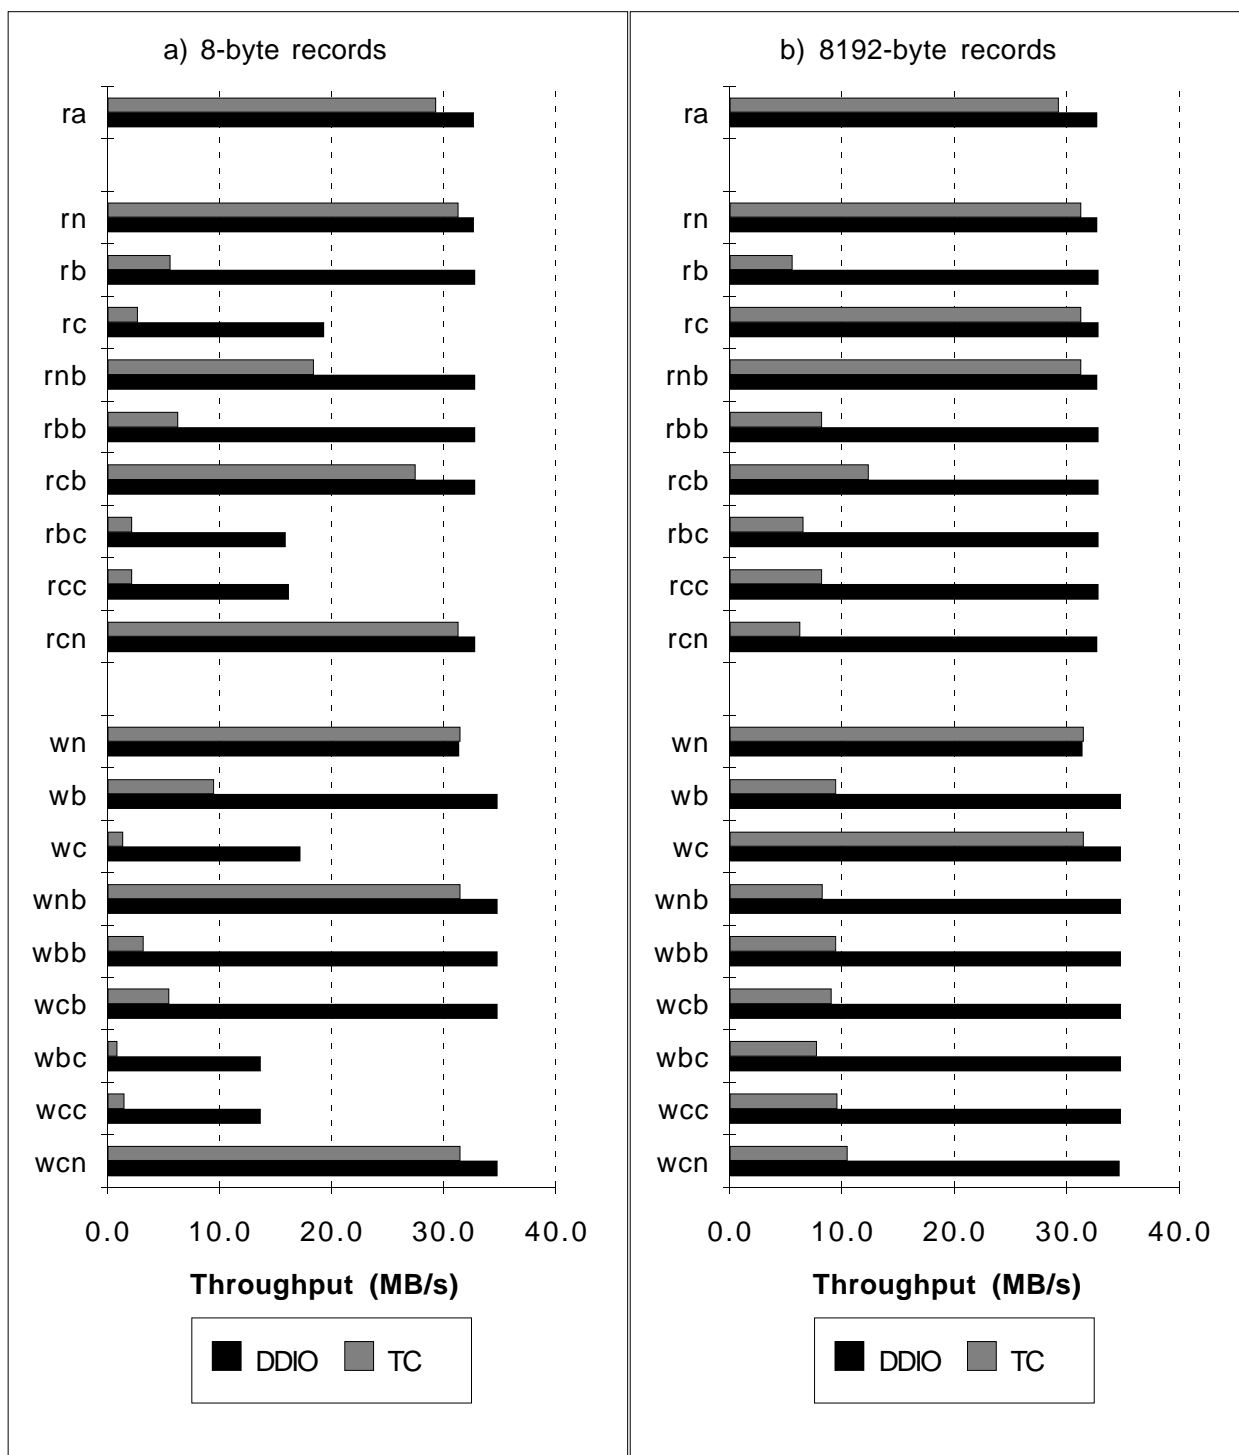 a) 8-byte records
ra
rn
rb
rc
rnb
rbb
rcb
rbc
rcc
rcn
wn
wb
wc
wnb
wbb
wcb
wbc
wcc
wcn
0.0 10.0 20.0 30.0 40.0
Throughput (MB/s)
DDIO TC
b) 8192-byte records
ra
rn
rb
rc
rnb
rbb
rcb
rbc
rcc
rcn
wn
wb
wc
wnb
wbb
wcb
wbc
wcc
wcn
0.0 10.0 20.0 30.0 40.0
Throughput (MB/s)
DDIO TC